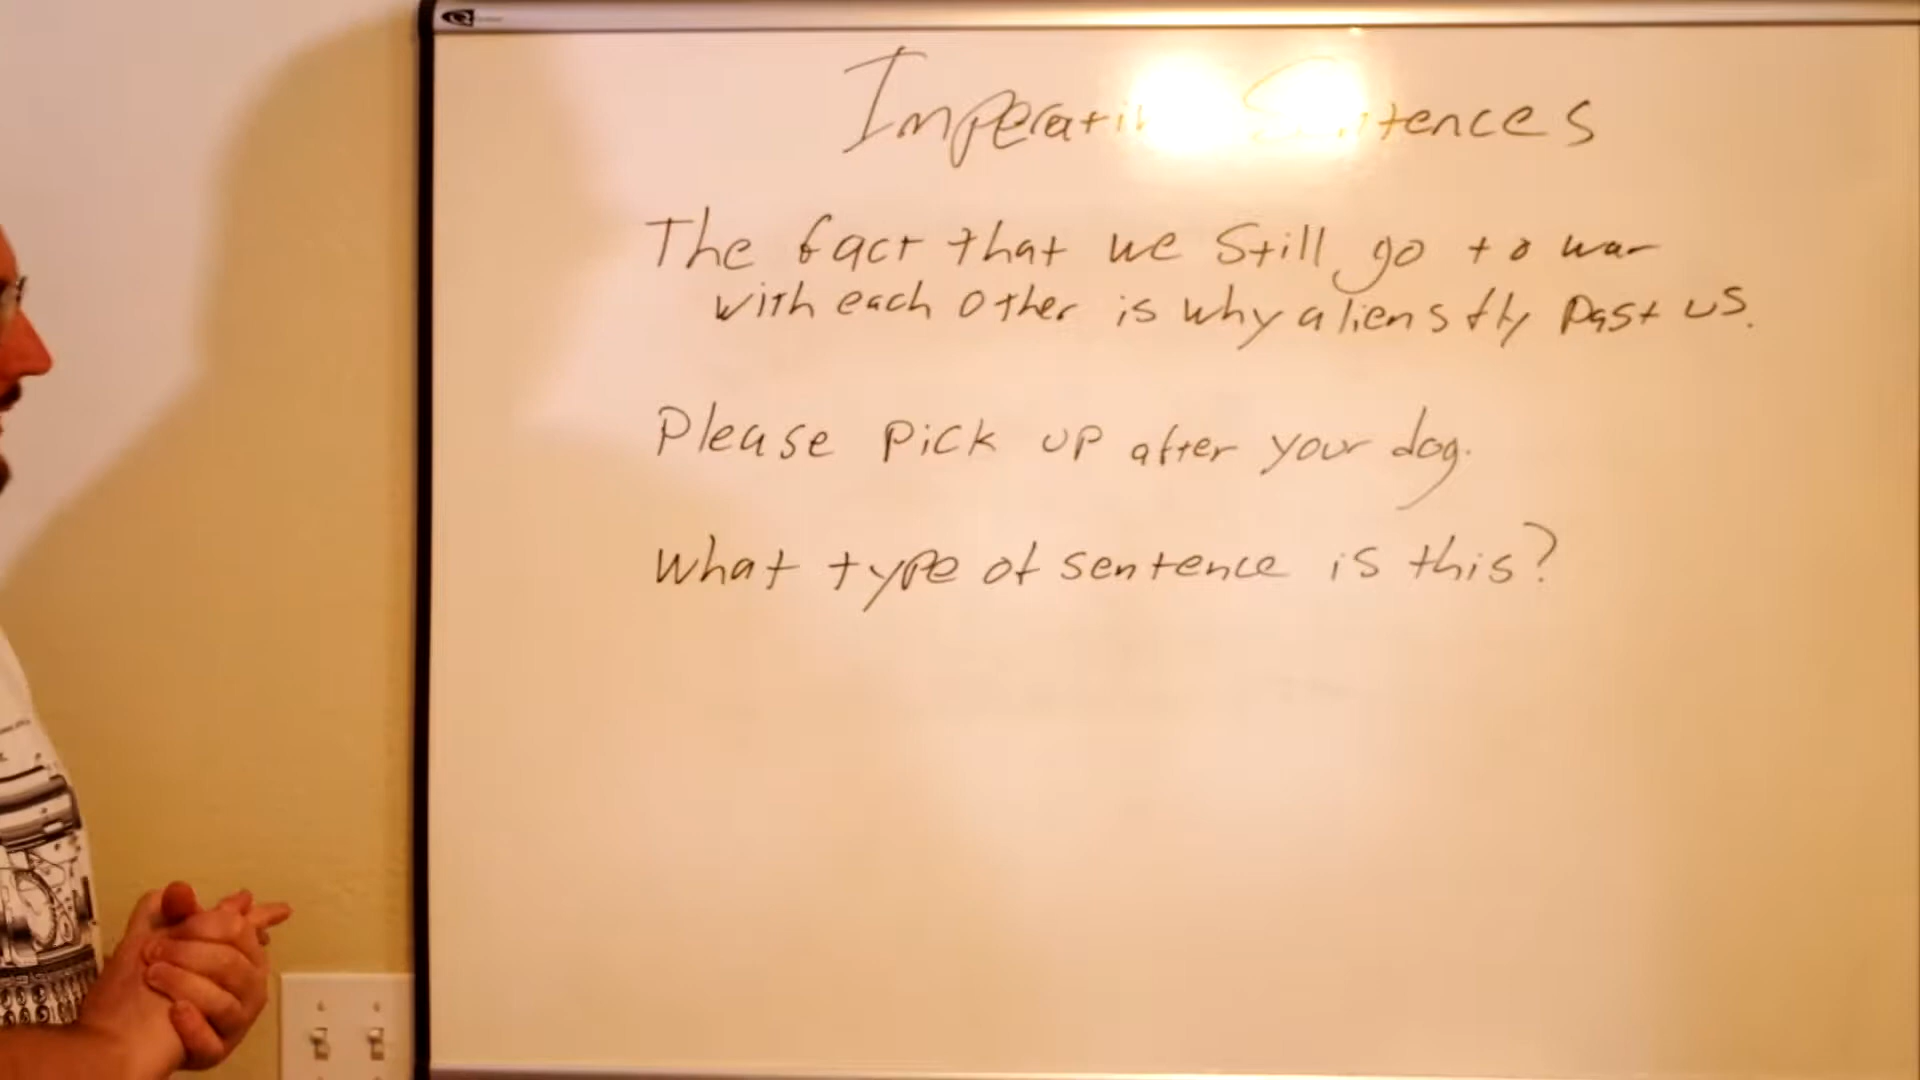 Sentences
The fact that we Still go to war
with each other is why aliens fly past us.
Please pick up after your dog.
What type of sentence is this?